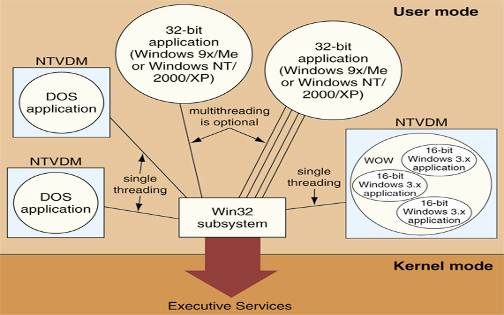 User mode
32-bit
application
(Windows 9x/Me
or Windows NT/
2000/XP)
32-bit
application
(Windows 9x/Me
or Windows NT/
2000/XP)
NTVDM
DOS
application
multithreading
is optional
NTVDM
WOW
16-bit
Windows 3.x
application
16-bit
Windows 3.x
application
16-bit
Windows 3.x
application
NTVDM
DOS
application
single
threading
single
threading
Win32
subsystem
Kernel mode
Executive Services